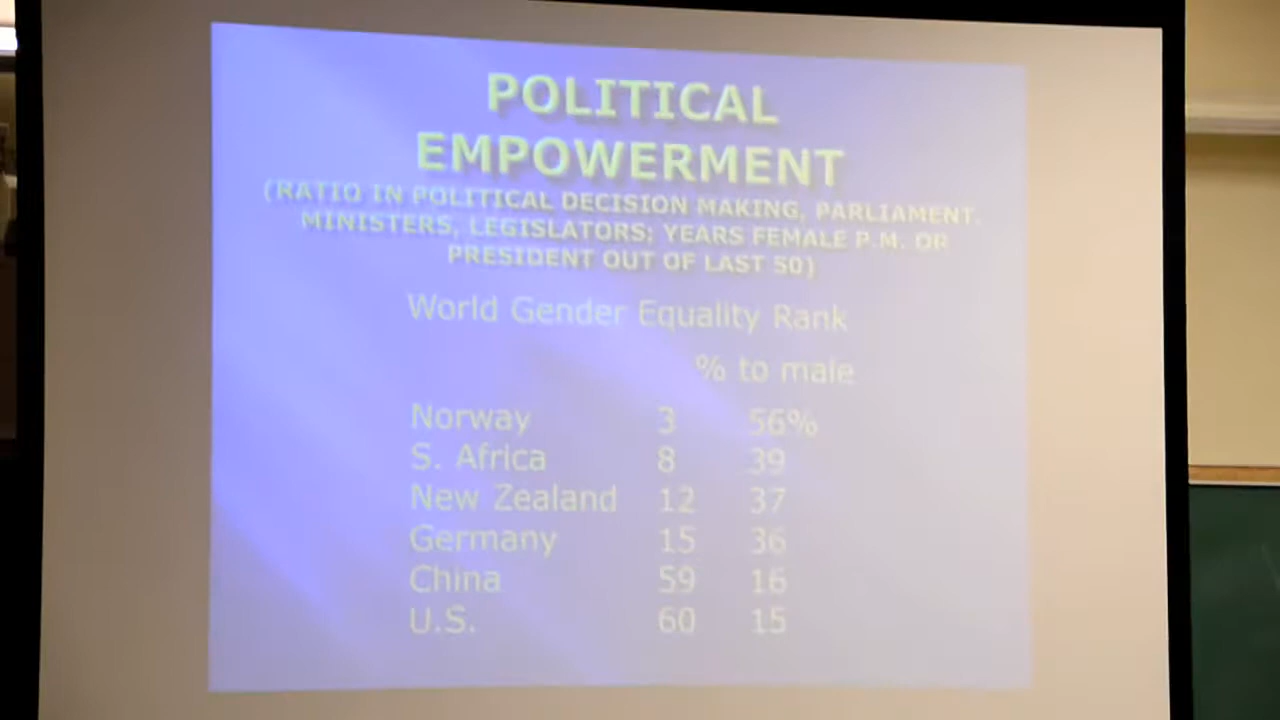 POLITICAL
EMPOWERMENT
(RATIO IN POLITICAL DECISION MAKING, PARLIAMENT,
MINISTERS, LEGISLATORS; YEARS FEMALE P.M. OR
PRESIDENT OUT OF LAST 50)
World Gender Equality Rank
% to male
Norway 3 56%
S. Africa 8 39
New Zealand 12 37
Germany 15 36
China 59 16
U.S. 60 15